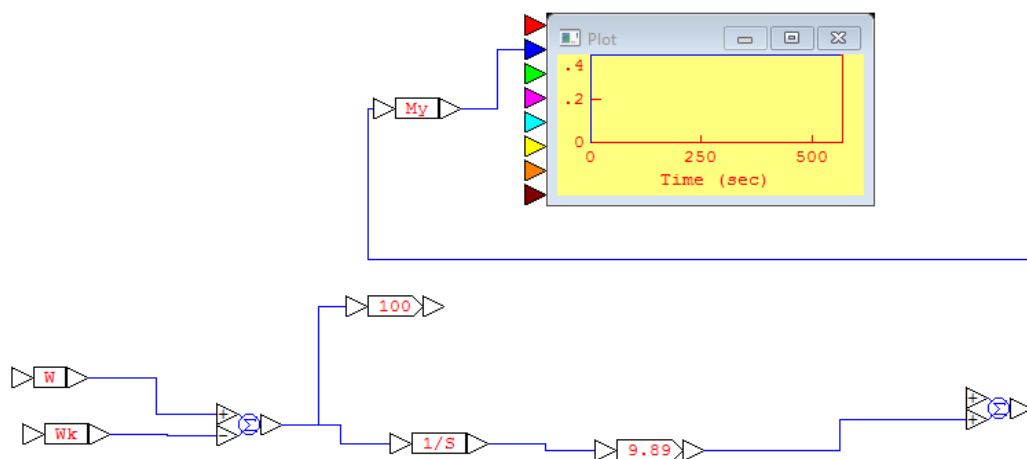 Plot
.4
.2
0
0 250 500
Time (sec)
My
100
W
+
Σ
−
Wk
1/S
9.89
+
Σ
+